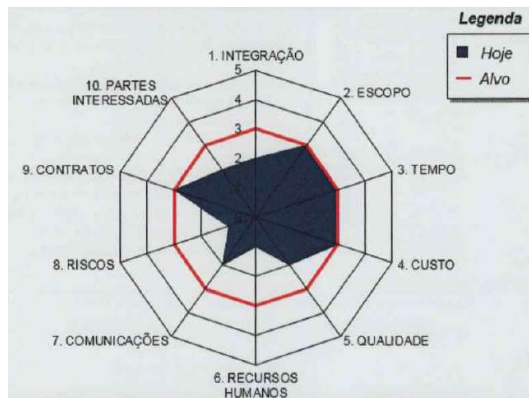 Legenda
Hoje
Alvo
1. INTEGRAÇÃO
2. ESCOPO
3. TEMPO
4. CUSTO
5. QUALIDADE
6. RECURSOS
HUMANOS
7. COMUNICAÇÕES
8. RISCOS
9. CONTRATOS
10. PARTES
INTERESSADAS
5
4
3
2